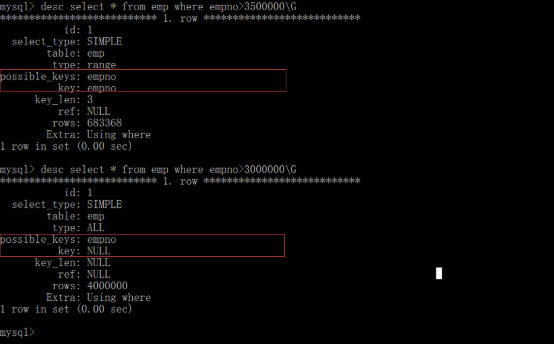 mysql> desc select * from emp where empno>3500000\G
*************************** 1. row ***************************
id: 1
select_type: SIMPLE
table: emp
type: range
possible_keys: empno
key: empno
key_len: 3
ref: NULL
rows: 683368
Extra: Using where
1 row in set (0.00 sec)
mysql> desc select * from emp where empno>3000000\G
*************************** 1. row ***************************
id: 1
select_type: SIMPLE
table: emp
type: ALL
possible_keys: empno
key: NULL
key_len: NULL
ref: NULL
rows: 4000000
Extra: Using where
1 row in set (0.00 sec)
mysql>